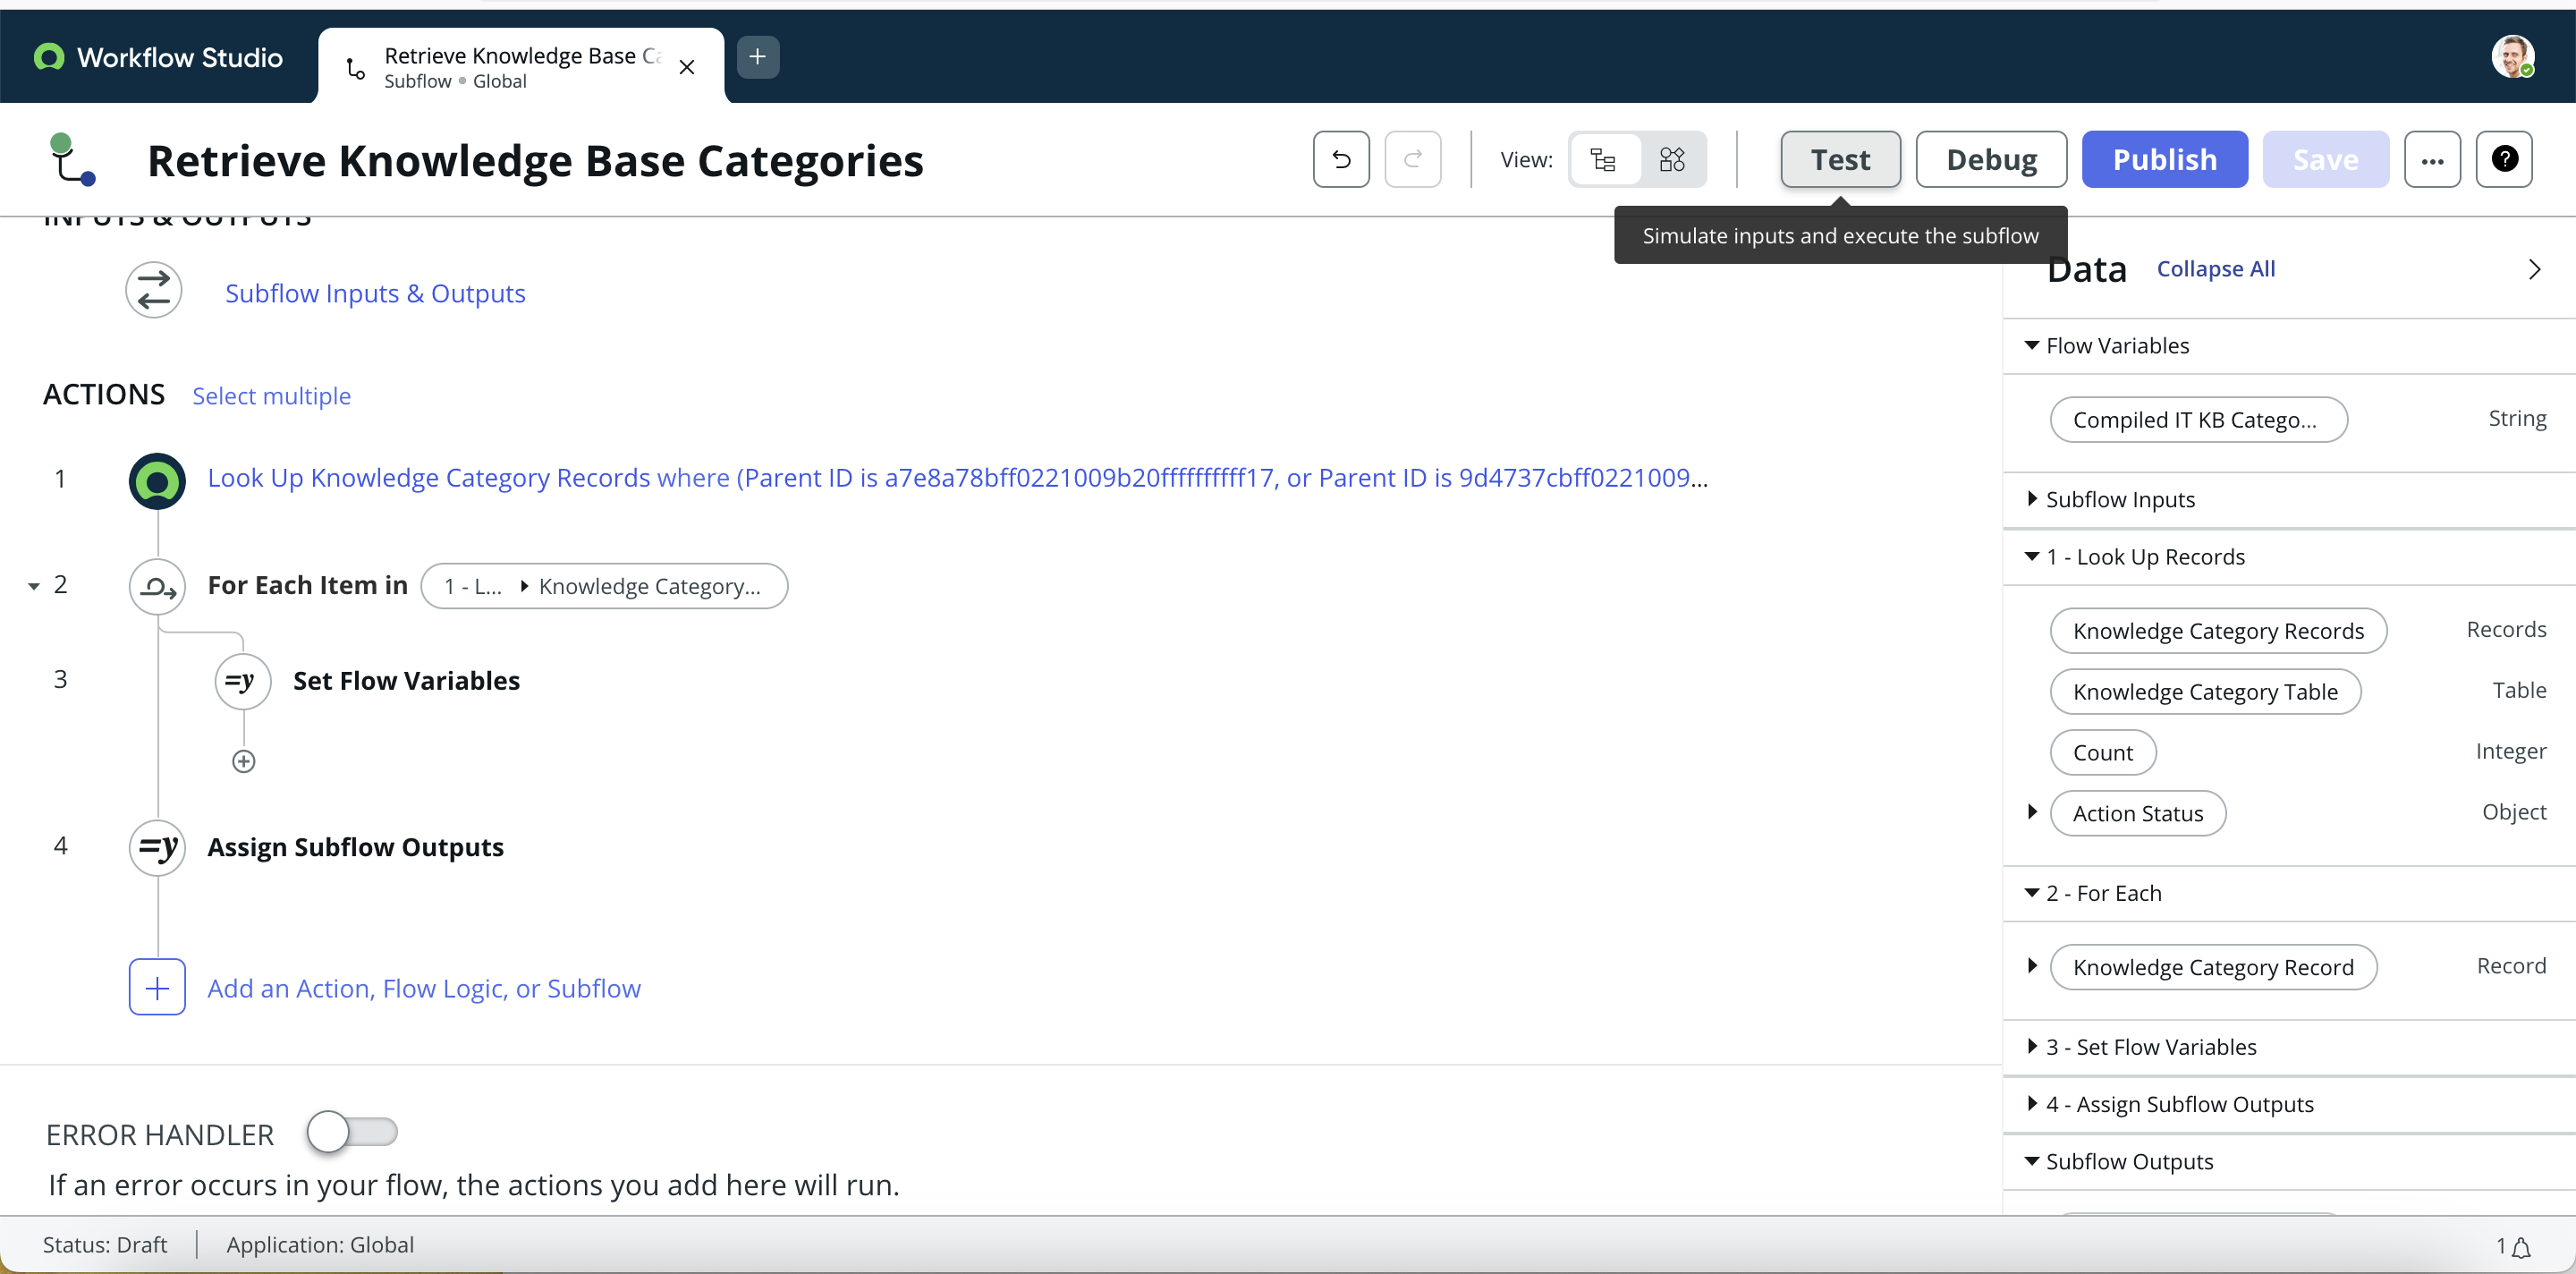 Workflow Studio
Retrieve Knowledge Base Ca
Subflow • Global
Retrieve Knowledge Base Categories
View:
Test
Debug
Publish
Save
Simulate inputs and execute the subflow
INPUTS & OUTPUTS
Subflow Inputs & Outputs
ACTIONS Select multiple
1 Look Up Knowledge Category Records where (Parent ID is a7e8a78bff0221009b20ffffffffff17, or Parent ID is 9d4737cbff0221009...
2 For Each Item in 1 - L... Knowledge Category...
3 =y Set Flow Variables
4 =y Assign Subflow Outputs
Add an Action, Flow Logic, or Subflow
ERROR HANDLER
If an error occurs in your flow, the actions you add here will run.
Data Collapse All
Flow Variables
Compiled IT KB Catego... String
Subflow Inputs
1 - Look Up Records
Knowledge Category Records Records
Knowledge Category Table Table
Count Integer
Action Status Object
2 - For Each
Knowledge Category Record Record
3 - Set Flow Variables
4 - Assign Subflow Outputs
Subflow Outputs
Status: Draft
Application: Global
1